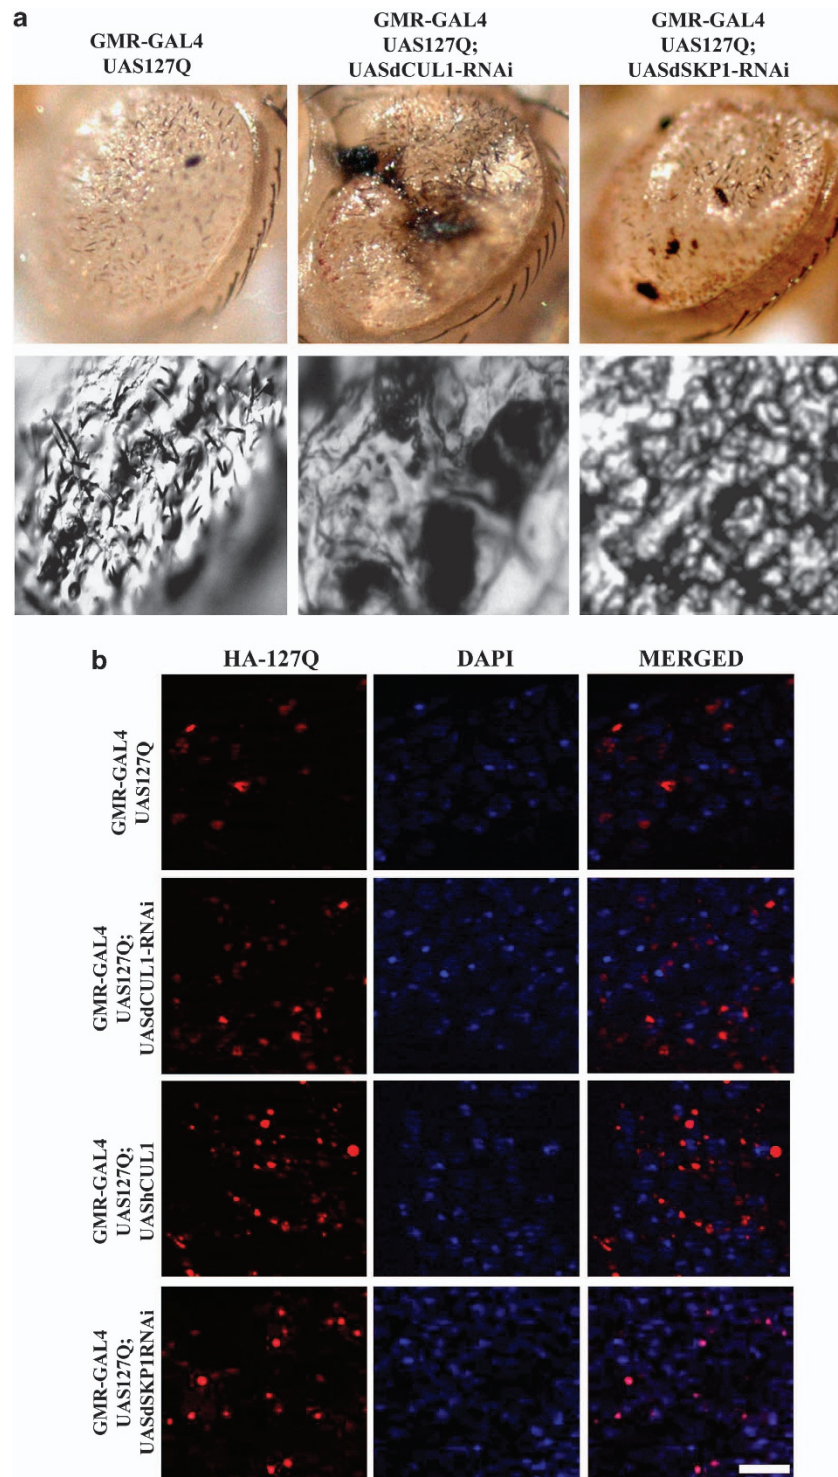 a
GMR-GAL4
UAS127Q
GMR-GAL4
UAS127Q;
UASdCUL1-RNAi
GMR-GAL4
UAS127Q;
UASdSKP1-RNAi
b
HA-127Q
DAPI
MERGED
GMR-GAL4
UAS127Q
GMR-GAL4
UAS127Q;
UASdCUL1-RNAi
GMR-GAL4
UAS127Q;
UAShCUL1
GMR-GAL4
UAS127Q;
UASdSKP1RNAi